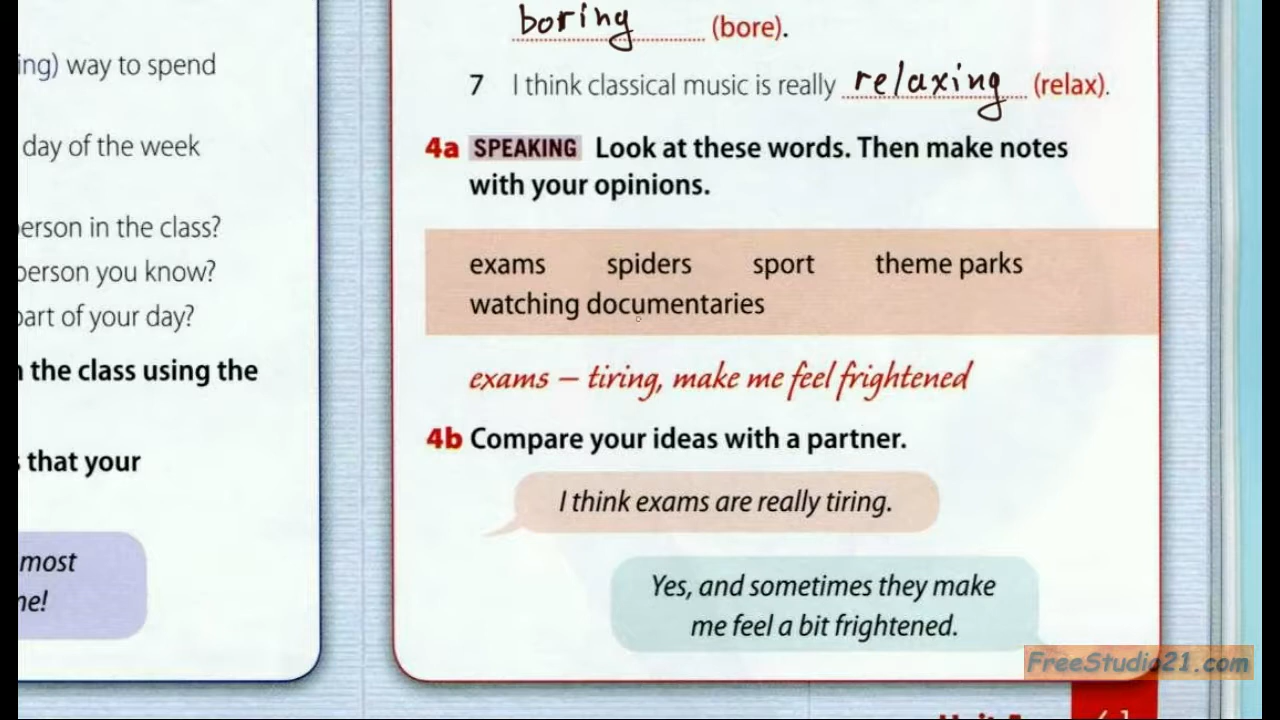 boring (bore).
ing) way to spend
7 I think classical music is really relaxing (relax).
day of the week
4a SPEAKING Look at these words. Then make notes
with your opinions.
erson in the class?
person you know?
part of your day?
the class using the
that your
most
me!
exams spiders sport theme parks
watching documentaries
exams – tiring, make me feel frightened
4b Compare your ideas with a partner.
I think exams are really tiring.
Yes, and sometimes they make
me feel a bit frightened.
FreeStudio21.com